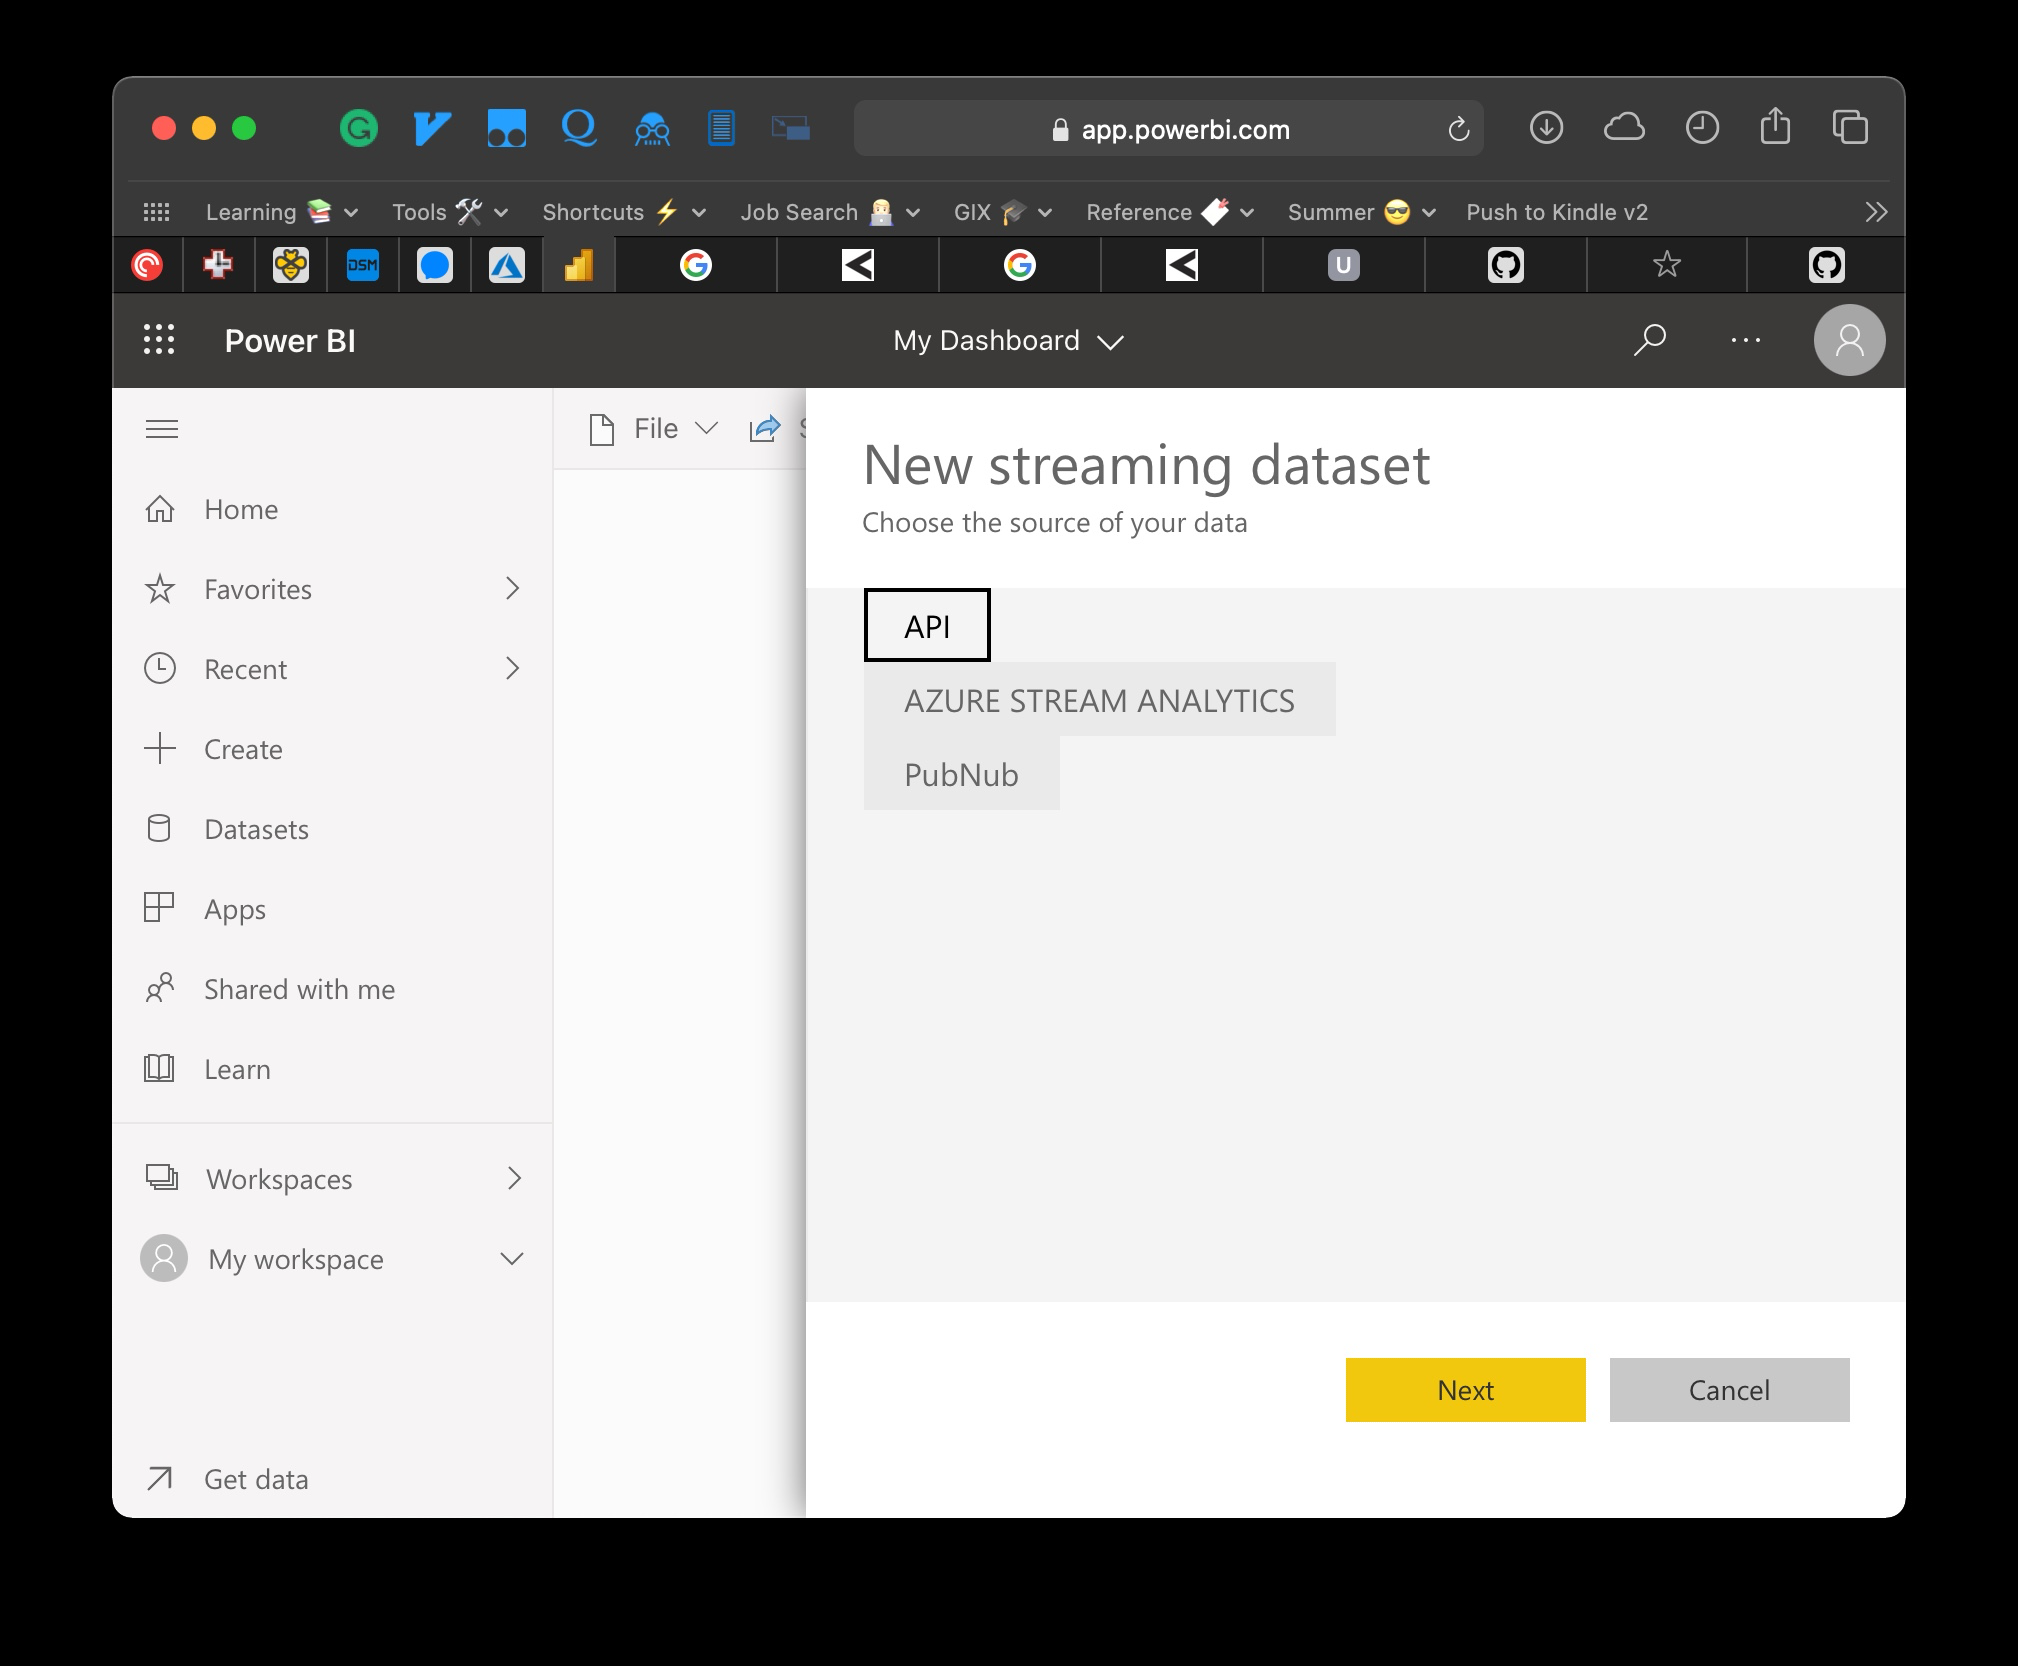 app.powerbi.com
Learning 📚 Tools 🛠 Shortcuts ⚡ Job Search 🧑🏻‍💻 GIX 🎓 Reference 🔖 Summer 😎 Push to Kindle v2
DSM
U
Power BI
My Dashboard
File
New streaming dataset
Choose the source of your data
Home
Favorites
Recent
Create
Datasets
Apps
Shared with me
Learn
Workspaces
My workspace
Get data
API
AZURE STREAM ANALYTICS
PubNub
Next
Cancel